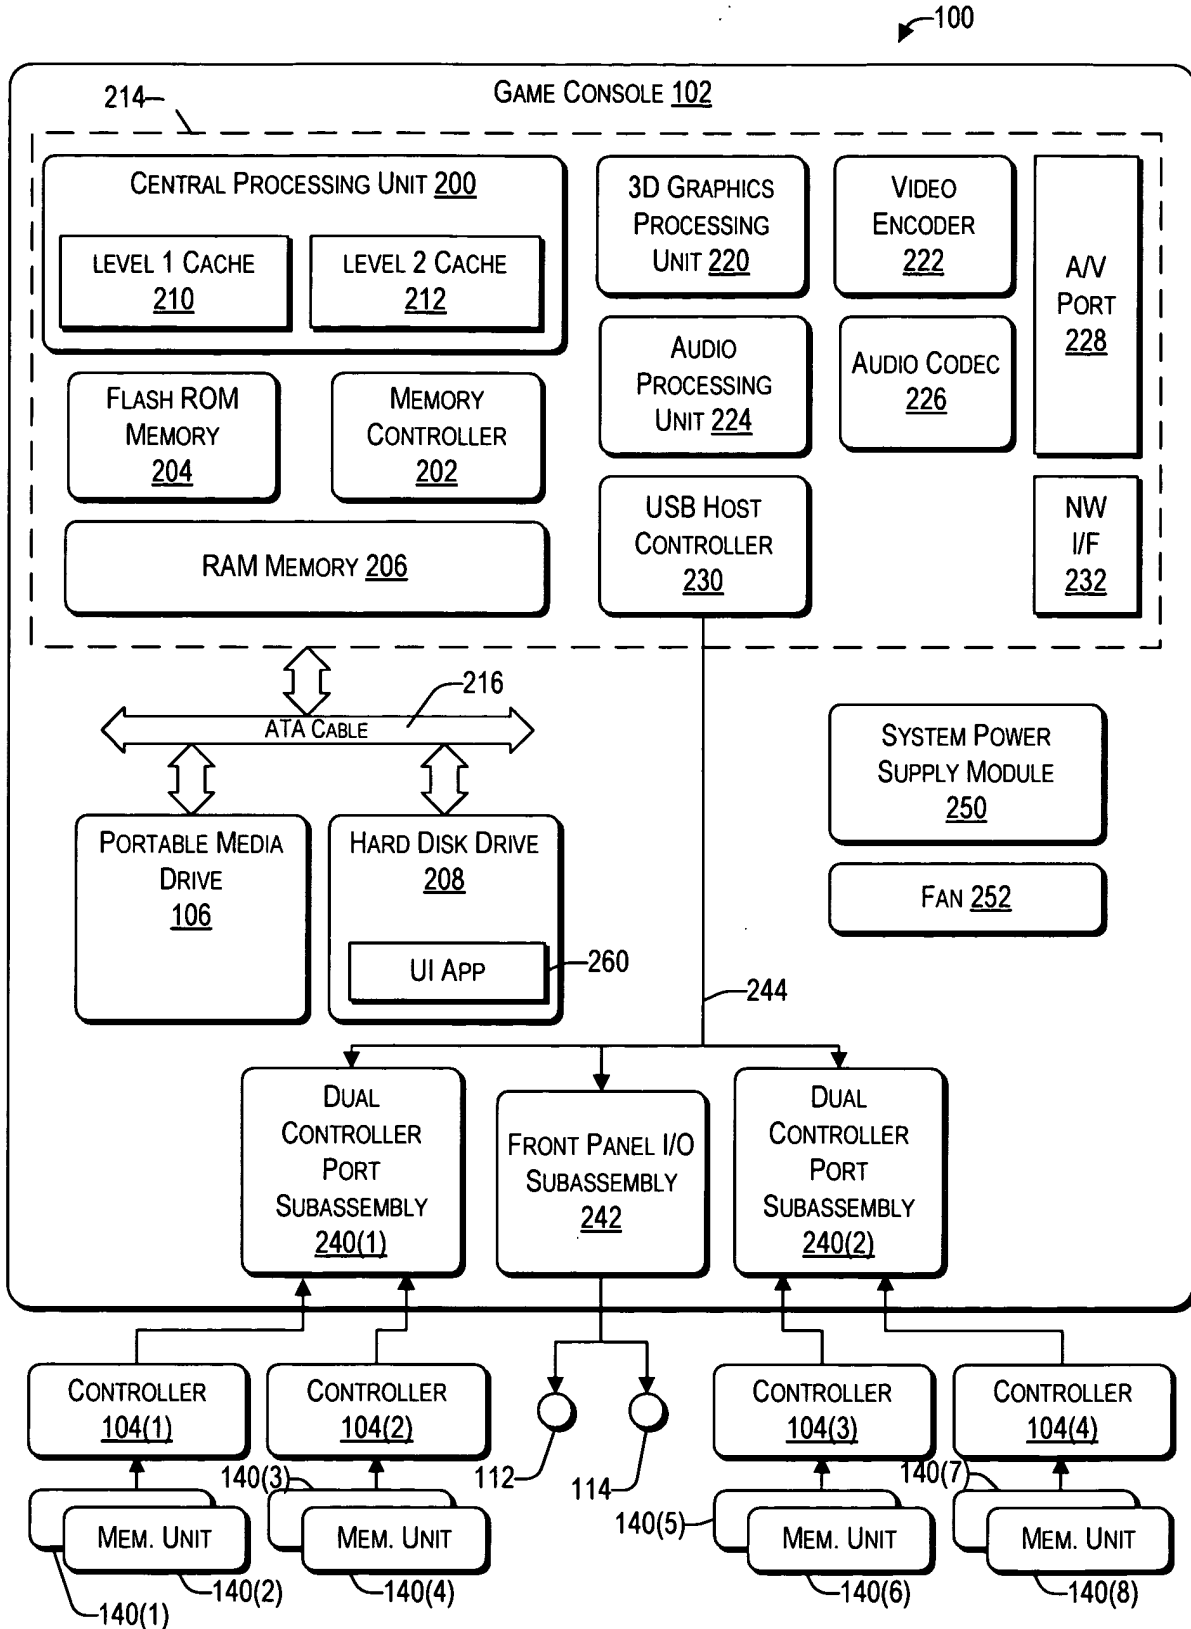 100
GAME CONSOLE 102
214
CENTRAL PROCESSING UNIT 200
LEVEL 1 CACHE
210
LEVEL 2 CACHE
212
3D GRAPHICS
PROCESSING
UNIT 220
VIDEO
ENCODER
222
A/V
PORT
228
FLASH ROM
MEMORY
204
MEMORY
CONTROLLER
202
AUDIO
PROCESSING
UNIT 224
AUDIO CODEC
226
RAM MEMORY 206
USB HOST
CONTROLLER
230
NW
I/F
232
216
ATA CABLE
SYSTEM POWER
SUPPLY MODULE
250
PORTABLE MEDIA
DRIVE
106
HARD DISK DRIVE
208
UI APP
260
FAN 252
244
DUAL
CONTROLLER
PORT
SUBASSEMBLY
240(1)
FRONT PANEL I/O
SUBASSEMBLY
242
DUAL
CONTROLLER
PORT
SUBASSEMBLY
240(2)
CONTROLLER
104(1)
CONTROLLER
104(2)
112
114
CONTROLLER
104(3)
CONTROLLER
104(4)
140(3)
140(7)
140(5)
MEM. UNIT
MEM. UNIT
MEM. UNIT
MEM. UNIT
140(2)
140(1)
140(4)
140(6)
140(8)